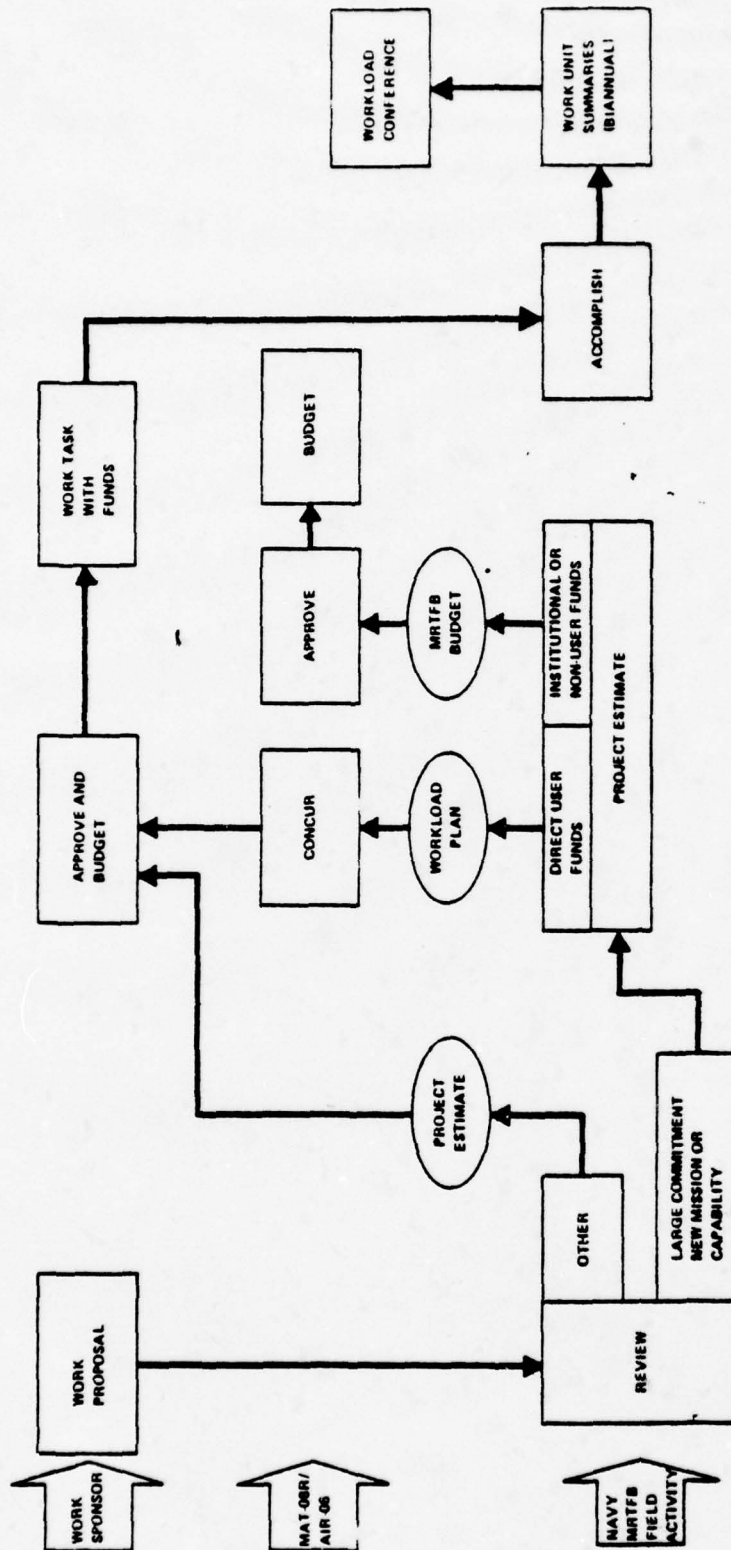 WORK
SPONSOR
WORK
PROPOSAL
APPROVE AND
BUDGET
WORK TASK
WITH
FUNDS
MAT-08R/
AIR 06
CONCUR
APPROVE
BUDGET
WORKLOAD
CONFERENCE
PROJECT
ESTIMATE
WORKLOAD
PLAN
MRTFB
BUDGET
NAVY
MRTFB
FIELD
ACTIVITY
REVIEW
OTHER
LARGE COMMITMENT
NEW MISSION OR
CAPABILITY
DIRECT USER
FUNDS
INSTITUTIONAL OR
NON-USER FUNDS
PROJECT ESTIMATE
ACCOMPLISH
WORK UNIT
SUMMARIES
(BIANNUAL)